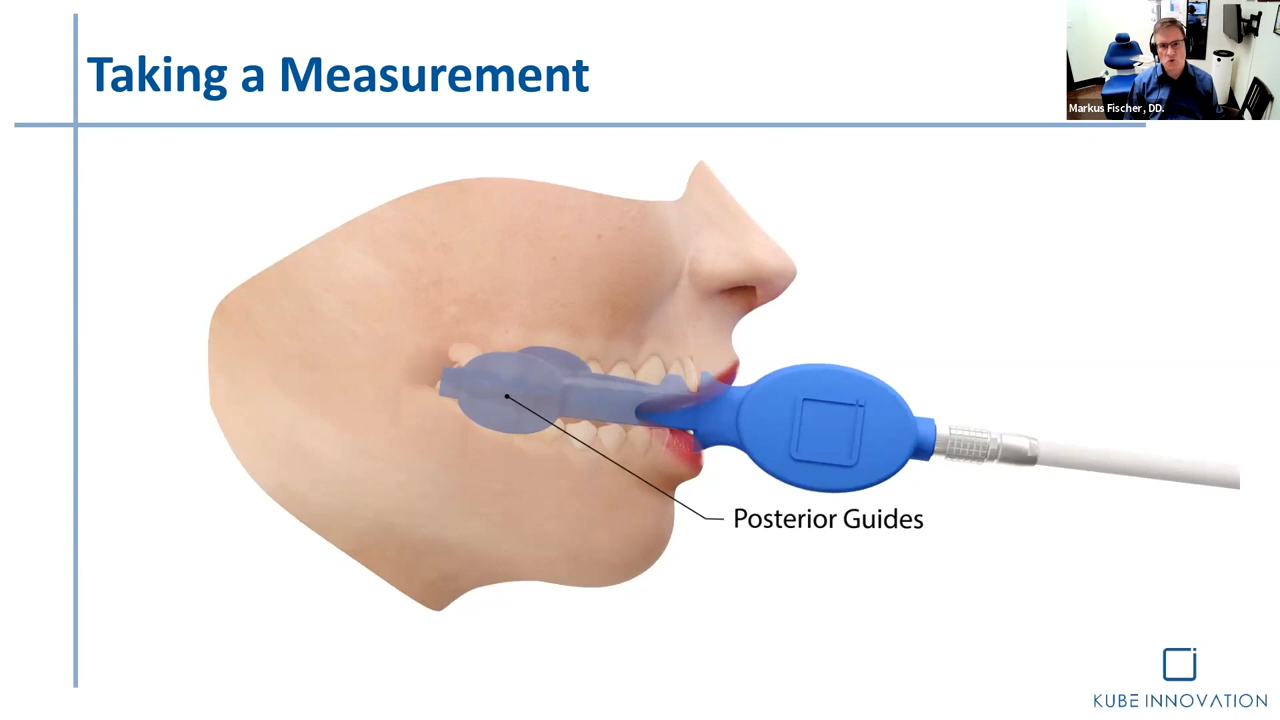 Taking a Measurement
Markus Fischer, DD.
Posterior Guides
KUBE INNOVATION